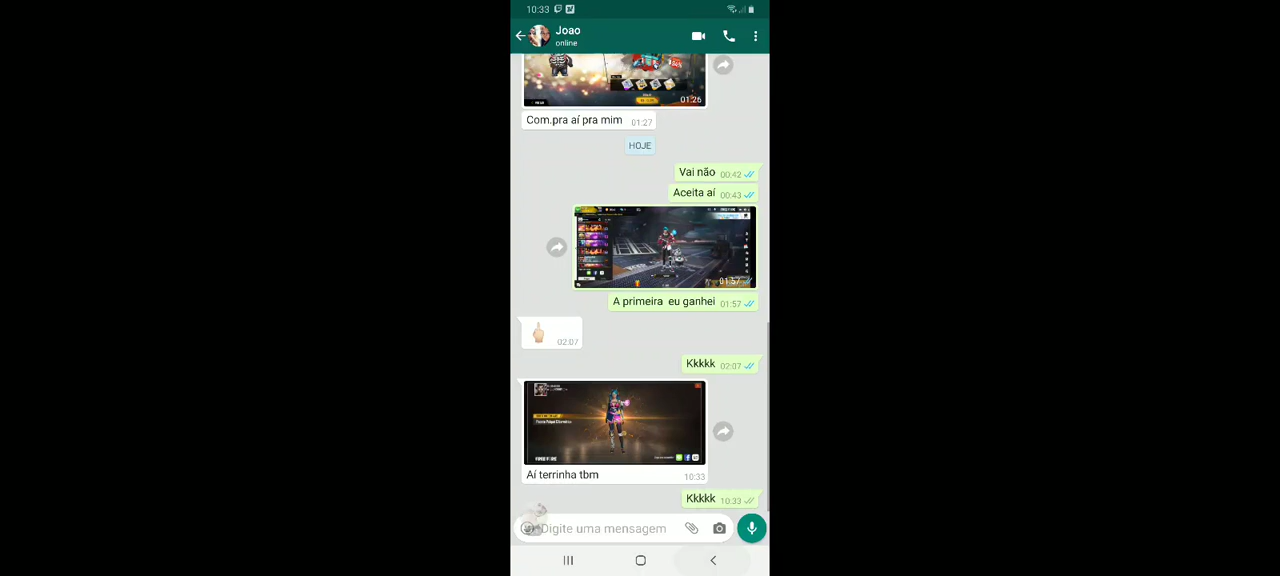 10:33
Joao
online
01:26
Com.pra aí pra mim 01:27
HOJE
Vai não 00:42
Aceita aí 00:43
01:57
A primeira eu ganhei 01:57
02:07
Kkkkk 02:07
FREE FIRE
Aí terrinha tbm 10:33
Kkkkk 10:33
Digite uma mensagem